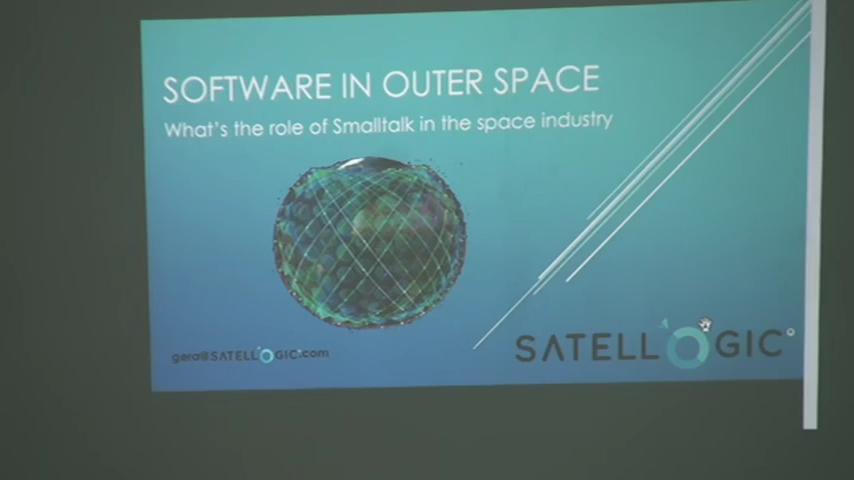 SOFTWARE IN OUTER SPACE
What's the role of Smalltalk in the space industry
gera@SATELLOGIC.com
SATELLOGIC